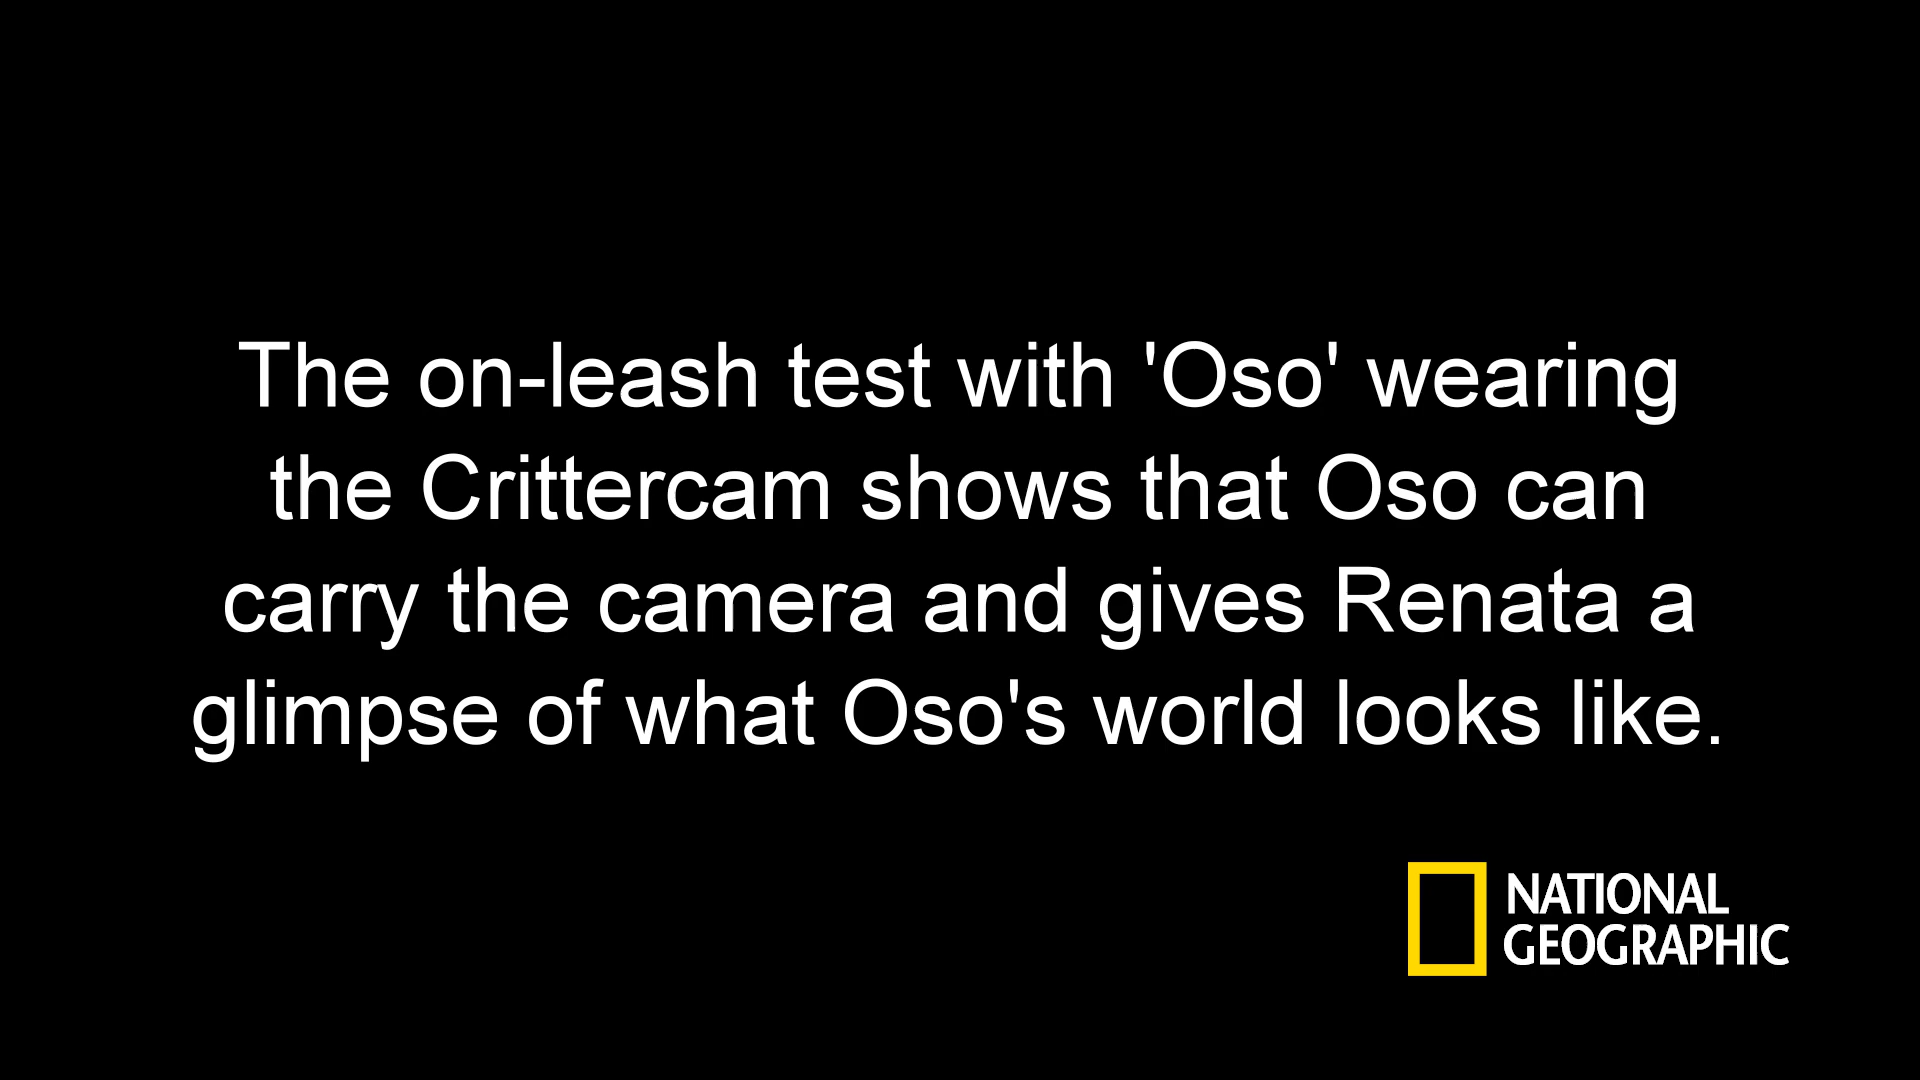 The on-leash test with 'Oso' wearing
the Crittercam shows that Oso can
carry the camera and gives Renata a
glimpse of what Oso's world looks like.
NATIONAL
GEOGRAPHIC